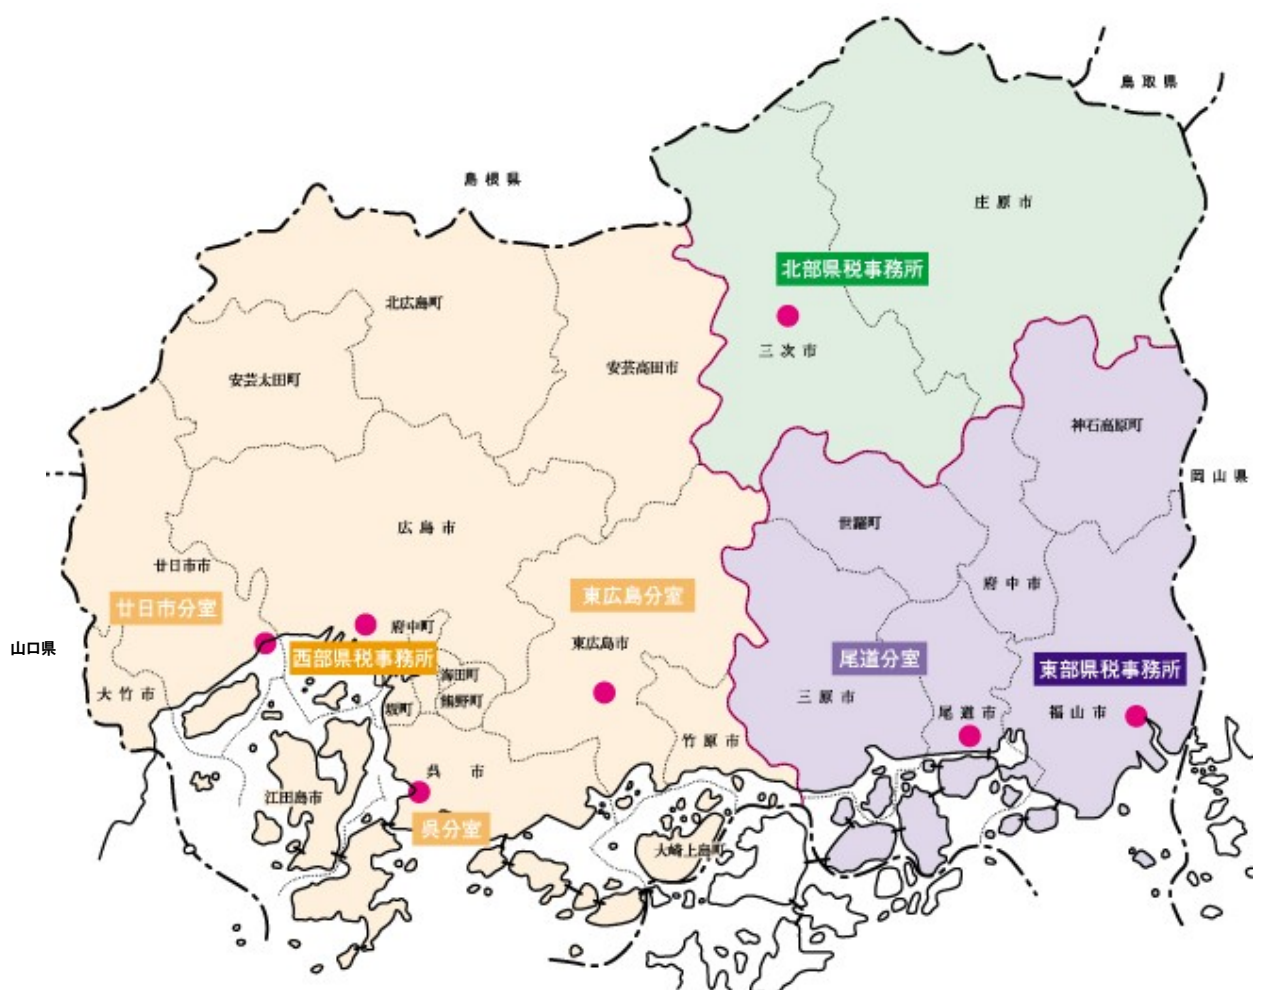 鳥取県
島根県
庄原市
北部県税事務所
北広島町
三次市
安芸高田市
安芸太田町
神石高原町
岡山県
世羅町
広島市
廿日市市
府中市
東広島分室
廿日市分室
府中町
東広島市
山口県
西部県税事務所
尾道分室
東部県税事務所
海田町
大竹市
熊野町
三原市
坂町
尾道市
福山市
竹原市
呉市
江田島市
呉分室
大崎上島町